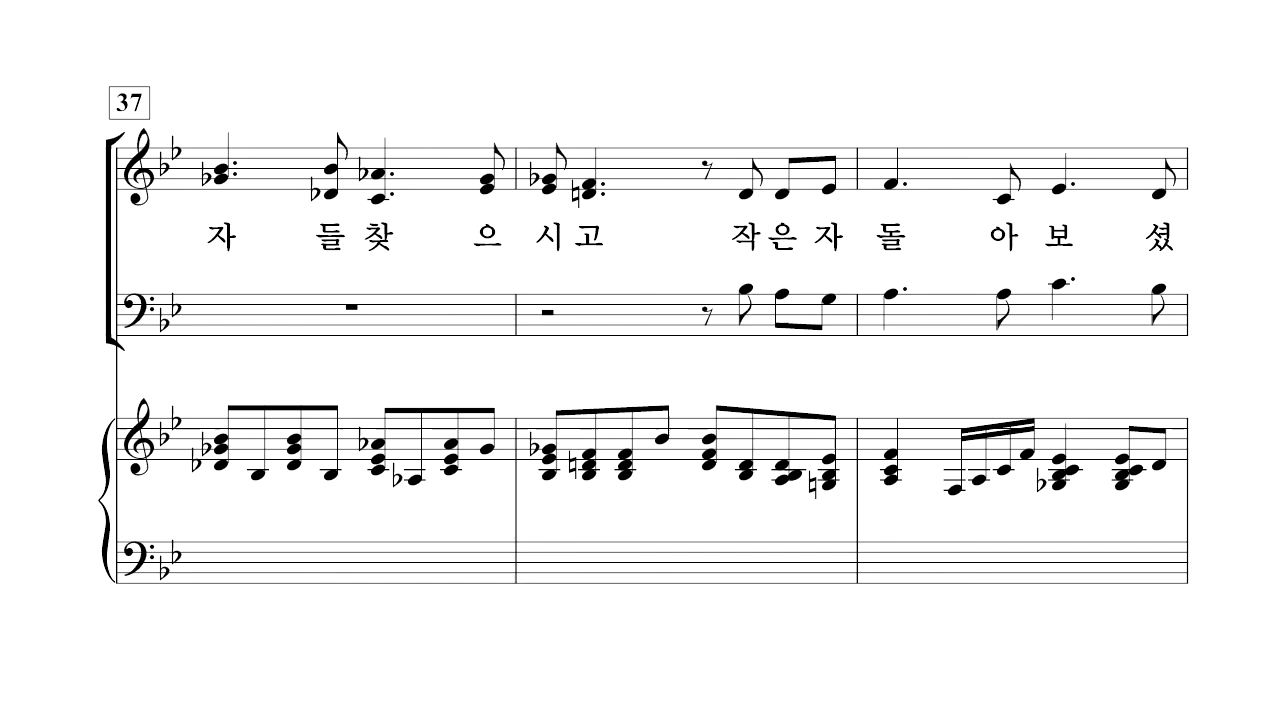 37
자 들 찾 으 시 고 작 은 자 돌 아 보 셨